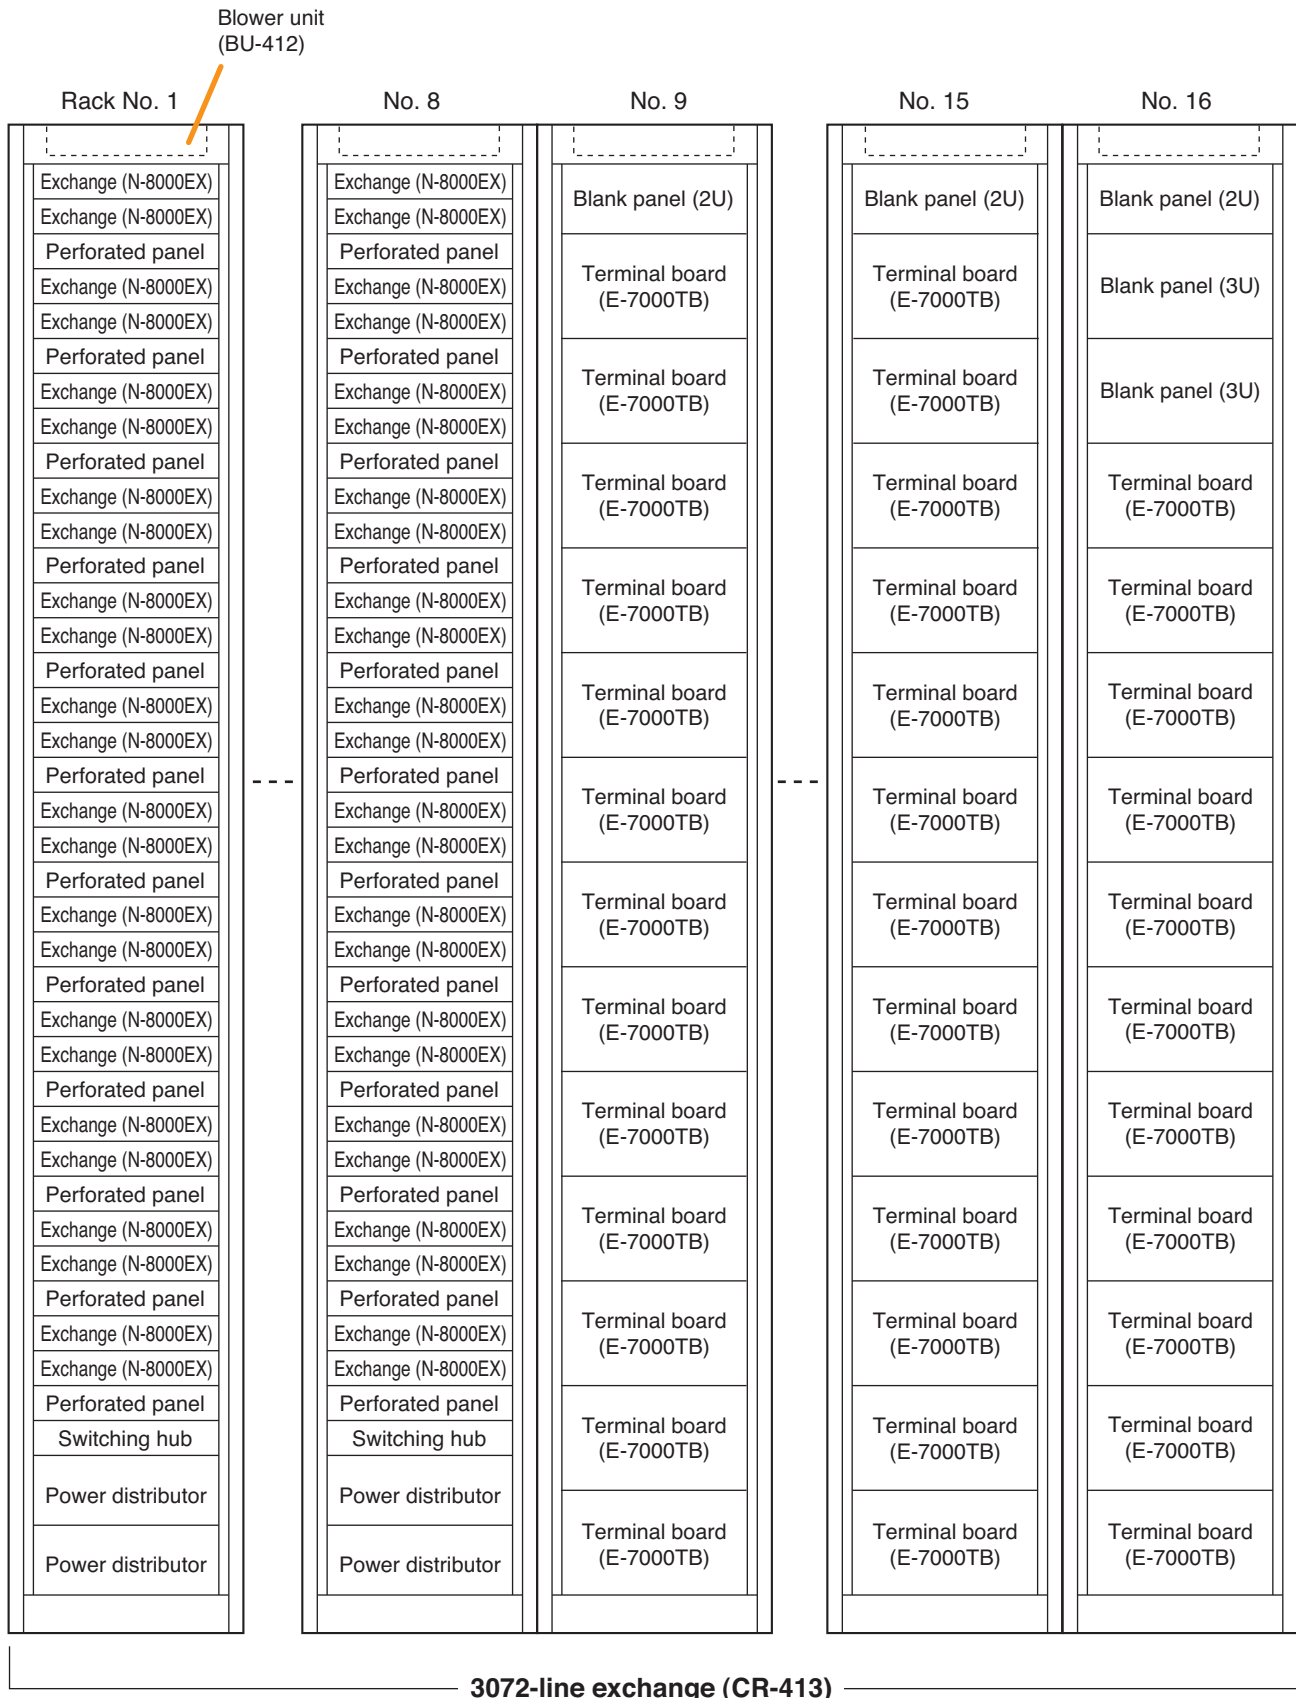 Blower unit
(BU-412)
Rack No. 1
Exchange (N-8000EX)
Exchange (N-8000EX)
Perforated panel
Exchange (N-8000EX)
Exchange (N-8000EX)
Perforated panel
Exchange (N-8000EX)
Exchange (N-8000EX)
Perforated panel
Exchange (N-8000EX)
Exchange (N-8000EX)
Perforated panel
Exchange (N-8000EX)
Exchange (N-8000EX)
Perforated panel
Exchange (N-8000EX)
Exchange (N-8000EX)
Perforated panel
Exchange (N-8000EX)
Exchange (N-8000EX)
Perforated panel
Exchange (N-8000EX)
Exchange (N-8000EX)
Perforated panel
Exchange (N-8000EX)
Exchange (N-8000EX)
Perforated panel
Exchange (N-8000EX)
Exchange (N-8000EX)
Perforated panel
Exchange (N-8000EX)
Exchange (N-8000EX)
Perforated panel
Exchange (N-8000EX)
Exchange (N-8000EX)
Perforated panel
Switching hub
Power distributor
Power distributor
No. 8
Exchange (N-8000EX)
Exchange (N-8000EX)
Perforated panel
Exchange (N-8000EX)
Exchange (N-8000EX)
Perforated panel
Exchange (N-8000EX)
Exchange (N-8000EX)
Perforated panel
Exchange (N-8000EX)
Exchange (N-8000EX)
Perforated panel
Exchange (N-8000EX)
Exchange (N-8000EX)
Perforated panel
Exchange (N-8000EX)
Exchange (N-8000EX)
Perforated panel
Exchange (N-8000EX)
Exchange (N-8000EX)
Perforated panel
Exchange (N-8000EX)
Exchange (N-8000EX)
Perforated panel
Exchange (N-8000EX)
Exchange (N-8000EX)
Perforated panel
Exchange (N-8000EX)
Exchange (N-8000EX)
Perforated panel
Exchange (N-8000EX)
Exchange (N-8000EX)
Perforated panel
Exchange (N-8000EX)
Exchange (N-8000EX)
Perforated panel
Switching hub
Power distributor
Power distributor
No. 9
Blank panel (2U)
Terminal board
(E-7000TB)
Terminal board
(E-7000TB)
Terminal board
(E-7000TB)
Terminal board
(E-7000TB)
Terminal board
(E-7000TB)
Terminal board
(E-7000TB)
Terminal board
(E-7000TB)
Terminal board
(E-7000TB)
Terminal board
(E-7000TB)
Terminal board
(E-7000TB)
Terminal board
(E-7000TB)
Terminal board
(E-7000TB)
Terminal board
(E-7000TB)
No. 15
Blank panel (2U)
Terminal board
(E-7000TB)
Terminal board
(E-7000TB)
Terminal board
(E-7000TB)
Terminal board
(E-7000TB)
Terminal board
(E-7000TB)
Terminal board
(E-7000TB)
Terminal board
(E-7000TB)
Terminal board
(E-7000TB)
Terminal board
(E-7000TB)
Terminal board
(E-7000TB)
Terminal board
(E-7000TB)
Terminal board
(E-7000TB)
Terminal board
(E-7000TB)
No. 16
Blank panel (2U)
Blank panel (3U)
Blank panel (3U)
Terminal board
(E-7000TB)
Terminal board
(E-7000TB)
Terminal board
(E-7000TB)
Terminal board
(E-7000TB)
Terminal board
(E-7000TB)
Terminal board
(E-7000TB)
Terminal board
(E-7000TB)
Terminal board
(E-7000TB)
Terminal board
(E-7000TB)
Terminal board
(E-7000TB)
Terminal board
(E-7000TB)
3072-line exchange (CR-413)